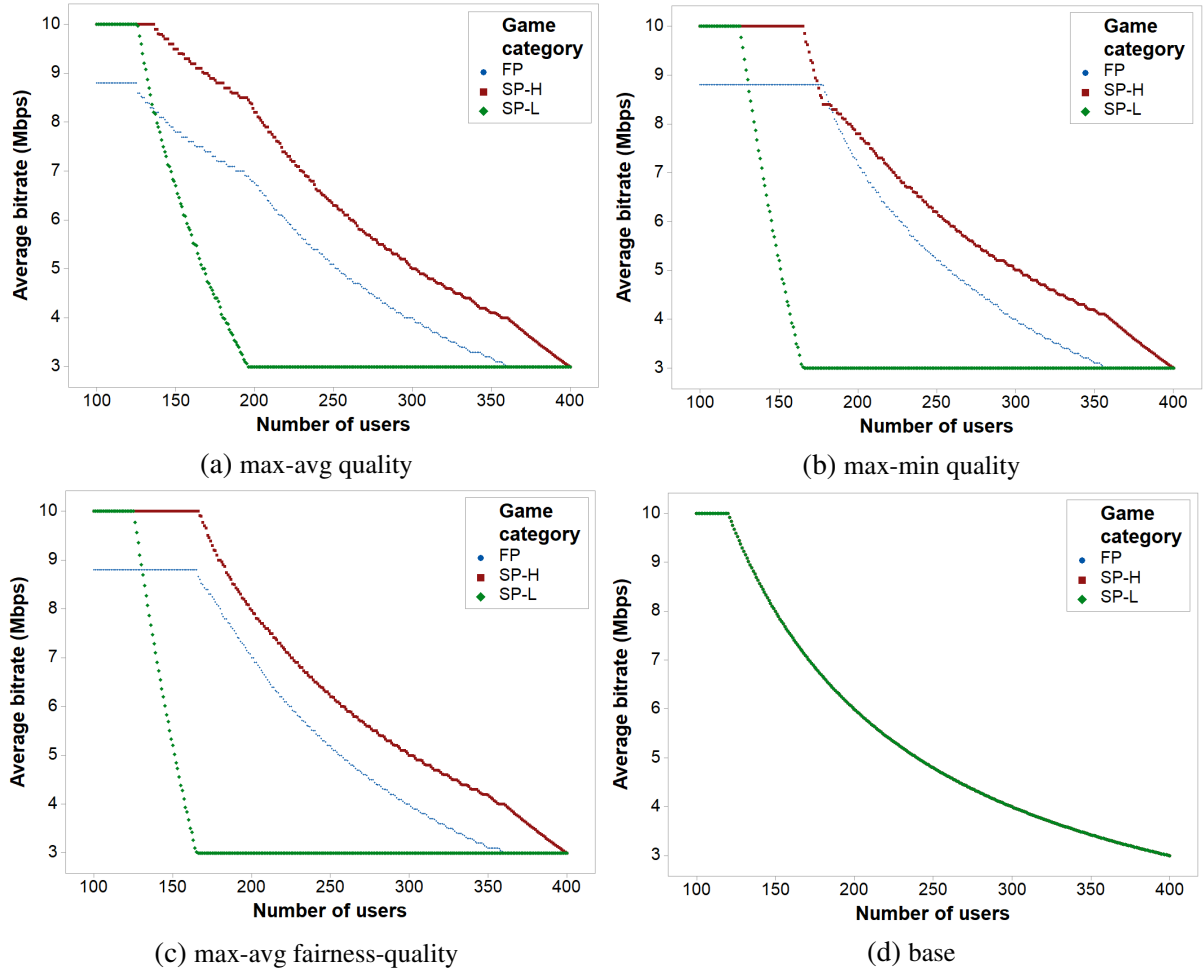 Game
category
FP
SP-H
SP-L
10
9
8
7
6
5
4
3
Average bitrate (Mbps)
100 150 200 250 300 350 400
Number of users
(a) max-avg quality
Game
category
FP
SP-H
SP-L
10
9
8
7
6
5
4
3
Average bitrate (Mbps)
100 150 200 250 300 350 400
Number of users
(b) max-min quality
Game
category
FP
SP-H
SP-L
10
9
8
7
6
5
4
3
Average bitrate (Mbps)
100 150 200 250 300 350 400
Number of users
(c) max-avg fairness-quality
Game
category
FP
SP-H
SP-L
10
9
8
7
6
5
4
3
Average bitrate (Mbps)
100 150 200 250 300 350 400
Number of users
(d) base